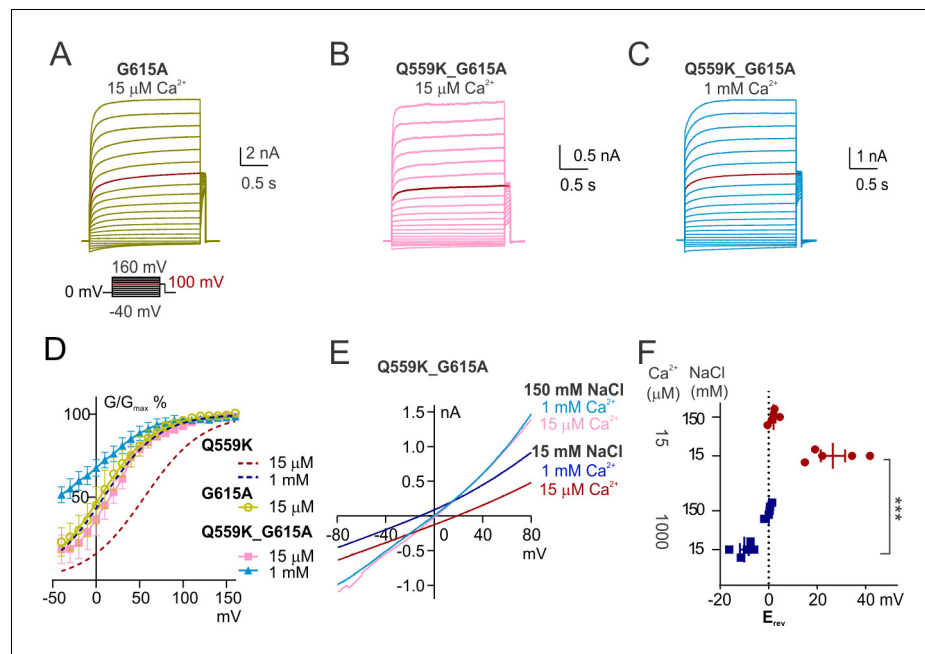 A
G615A
15 μM Ca²⁺
2 nA
0.5 s
160 mV
0 mV
100 mV
-40 mV
B
Q559K_G615A
15 μM Ca²⁺
0.5 nA
0.5 s
C
Q559K_G615A
1 mM Ca²⁺
1 nA
0.5 s
D
G/Gmax %
100
50
-50 0 50 100 150
mV
Q559K
15 μM
1 mM
G615A
15 μM
Q559K_G615A
15 μM
1 mM
E
Q559K_G615A
nA
1.5
1.0
0.5
0
-0.5
-1.0
-80 -40 0 40 80
mV
150 mM NaCl
1 mM Ca²⁺
15 μM Ca²⁺
15 mM NaCl
1 mM Ca²⁺
15 μM Ca²⁺
F
Ca²⁺ NaCl
(μM) (mM)
15
150
15
1000
150
15
***
-20 0 20 40 mV
Erev